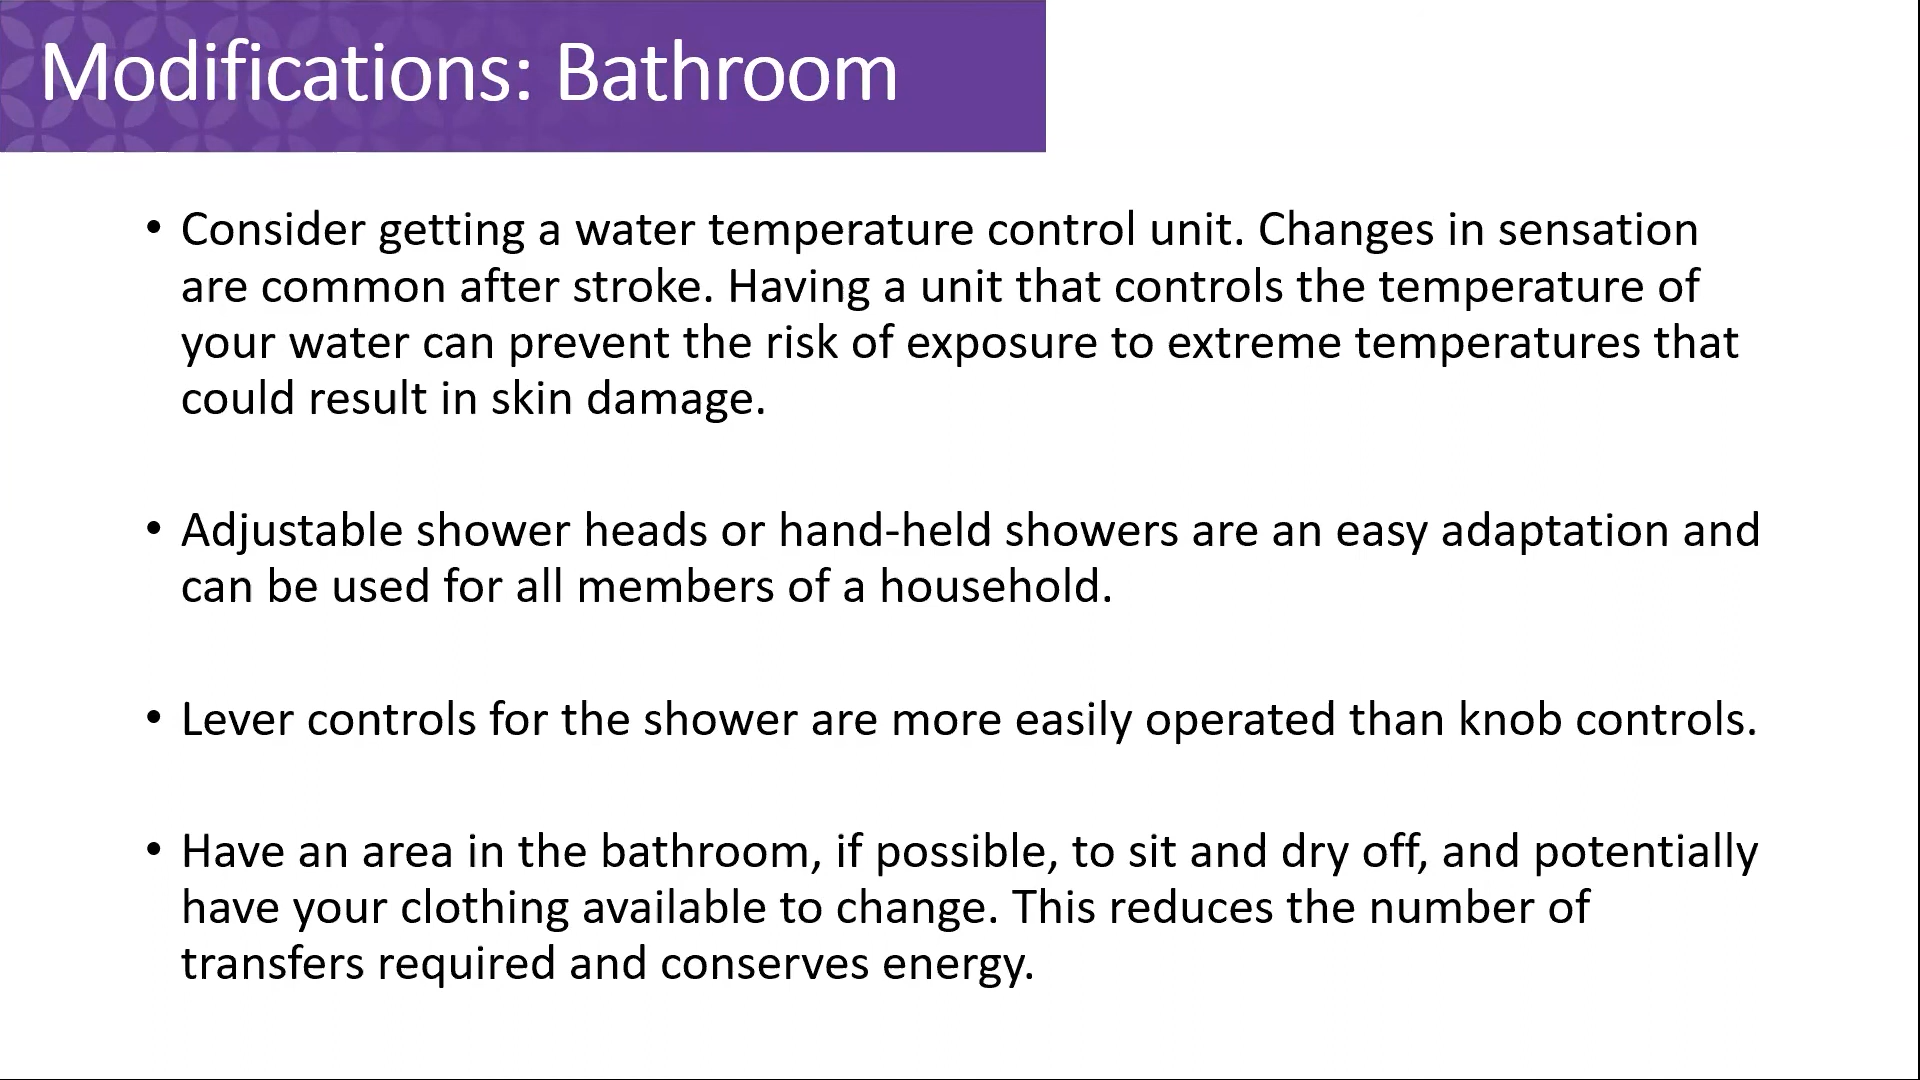 Modifications: Bathroom
• Consider getting a water temperature control unit. Changes in sensation
are common after stroke. Having a unit that controls the temperature of
your water can prevent the risk of exposure to extreme temperatures that
could result in skin damage.
• Adjustable shower heads or hand-held showers are an easy adaptation and
can be used for all members of a household.
• Lever controls for the shower are more easily operated than knob controls.
• Have an area in the bathroom, if possible, to sit and dry off, and potentially
have your clothing available to change. This reduces the number of
transfers required and conserves energy.